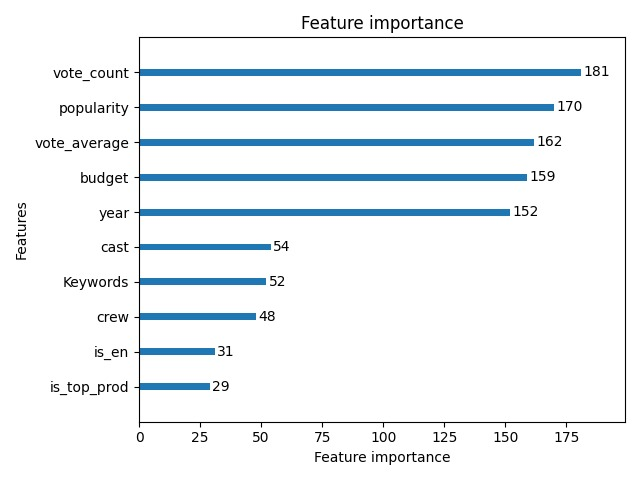 Feature importance
vote_count 181
popularity 170
vote_average 162
budget 159
year 152
cast 54
Keywords 52
crew 48
is_en 31
is_top_prod 29
Features
0 25 50 75 100 125 150 175
Feature importance